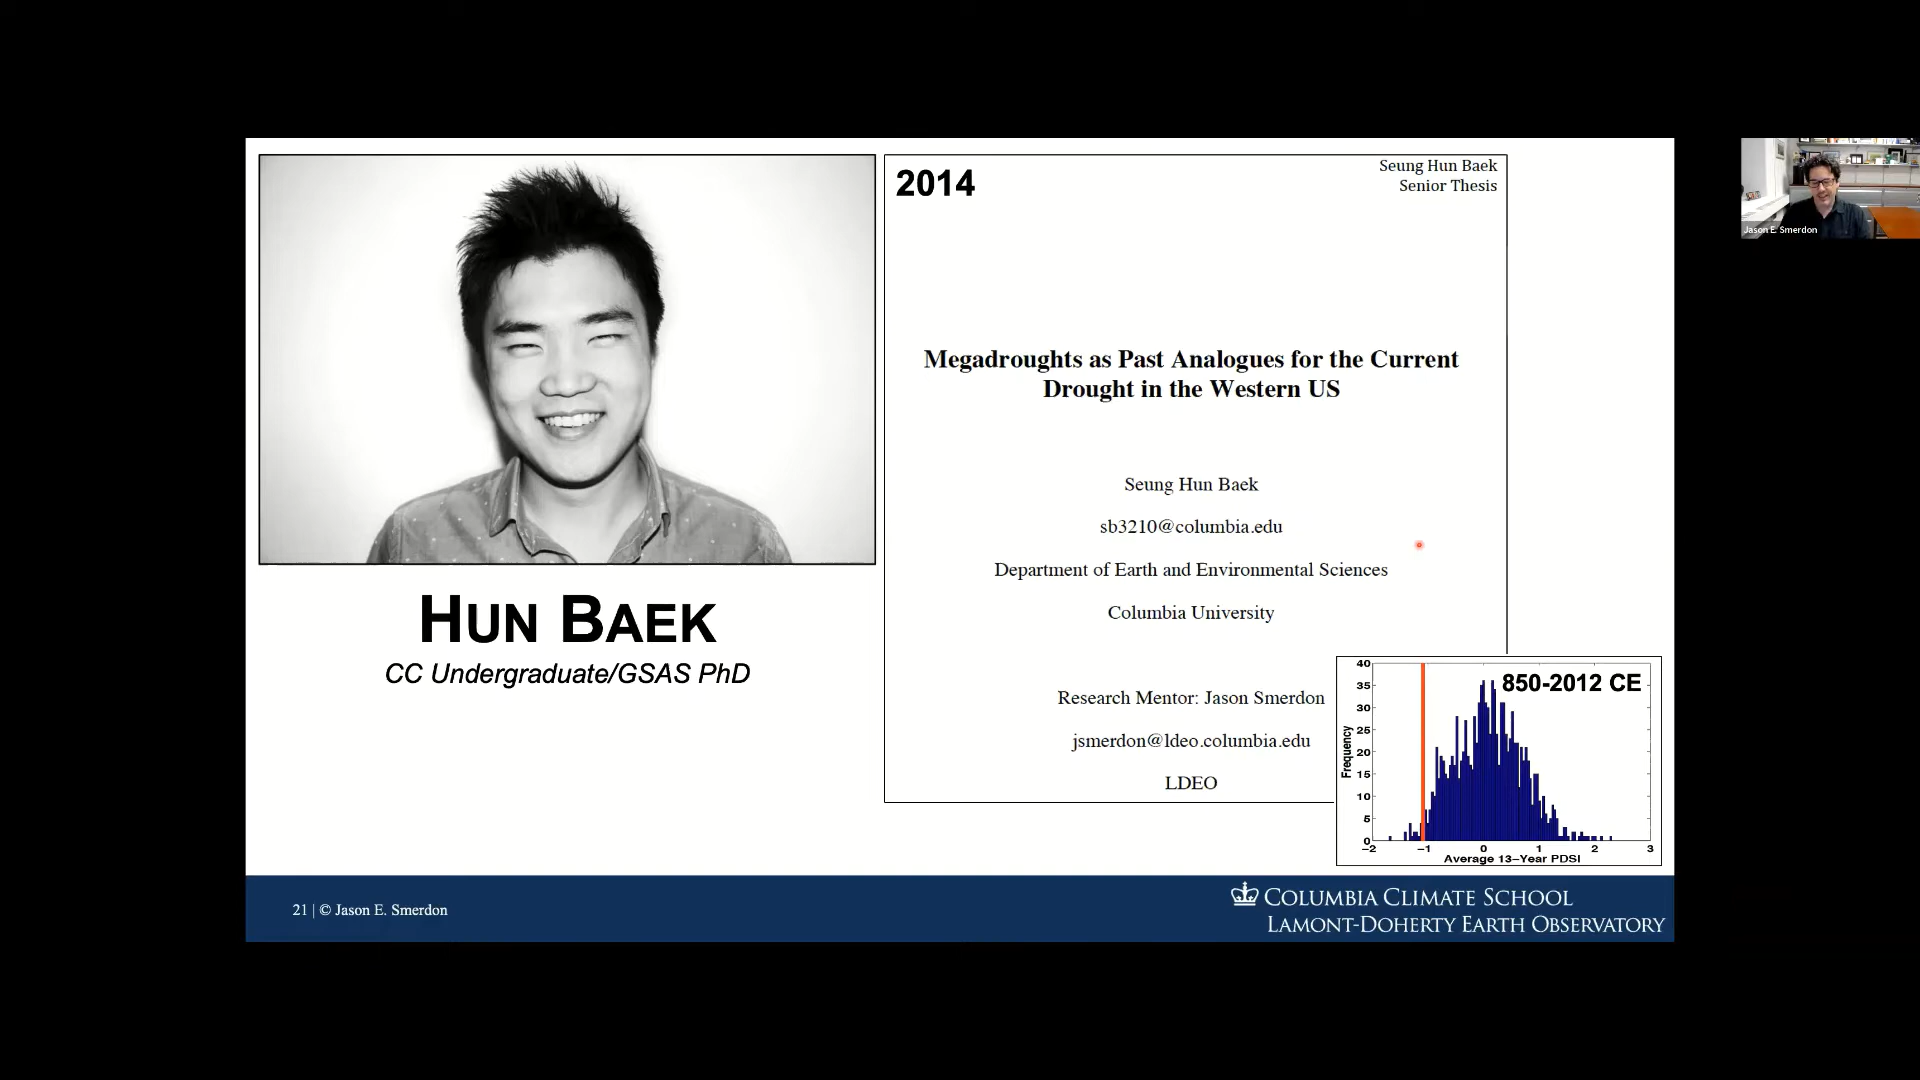 2014
Seung Hun Baek
Senior Thesis
Megadroughts as Past Analogues for the Current
Drought in the Western US
Seung Hun Baek
sb3210@columbia.edu
Department of Earth and Environmental Sciences
Columbia University
Research Mentor: Jason Smerdon
jsmerdon@ldeo.columbia.edu
LDEO
HUN BAEK
CC Undergraduate/GSAS PhD
850-2012 CE
Frequency
40
35
30
25
20
15
10
5
0
−2 −1 0 1 2 3
Average 13−Year PDSI
21 | © Jason E. Smerdon
COLUMBIA CLIMATE SCHOOL
LAMONT-DOHERTY EARTH OBSERVATORY
Jason E. Smerdon